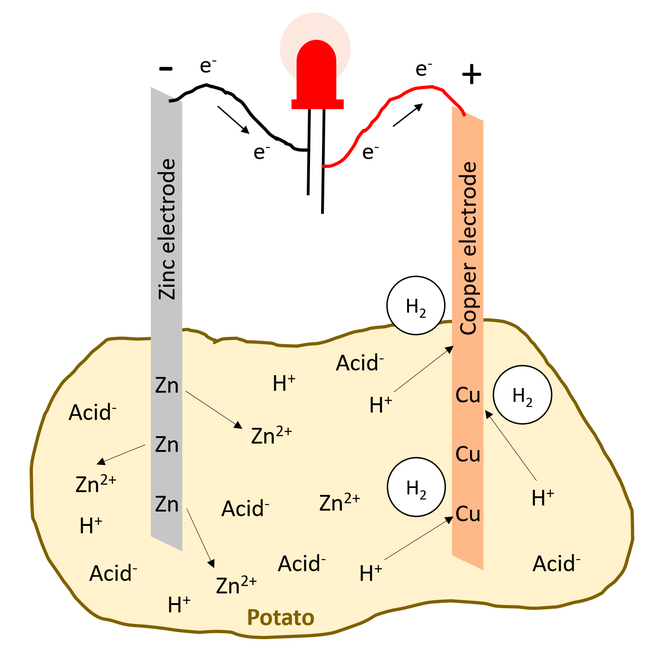 - e⁻ e⁻ +
e⁻ e⁻
Zinc electrode
Copper electrode
H₂
Acid⁻
Zn H⁺
Cu H₂
H⁺
Acid⁻
Zn²⁺
Zn
Cu
Zn²⁺
H₂
H⁺
Zn Acid⁻ Zn²⁺
Cu
H⁺
Acid⁻ Acid⁻ H⁺ Acid⁻
Zn²⁺
H⁺
Potato